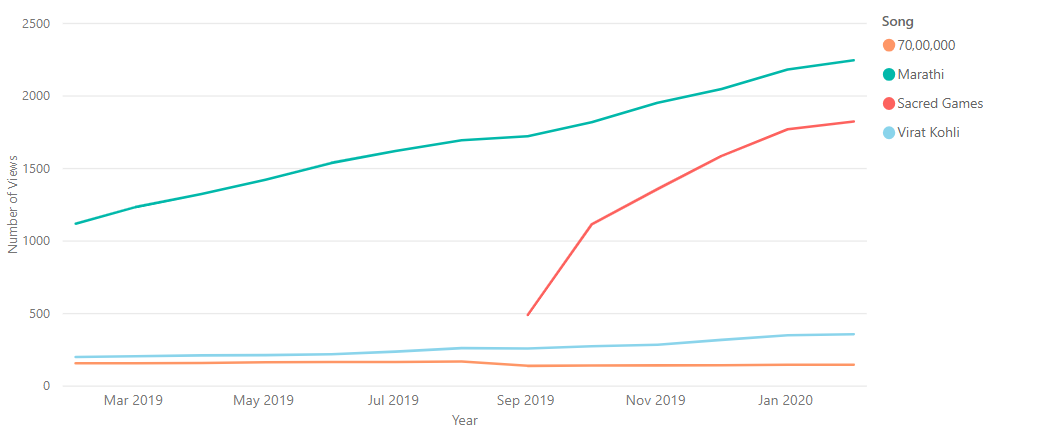 Song
70,00,000
Marathi
Sacred Games
Virat Kohli
Number of Views
2500
2000
1500
1000
500
0
Mar 2019 May 2019 Jul 2019 Sep 2019 Nov 2019 Jan 2020
Year